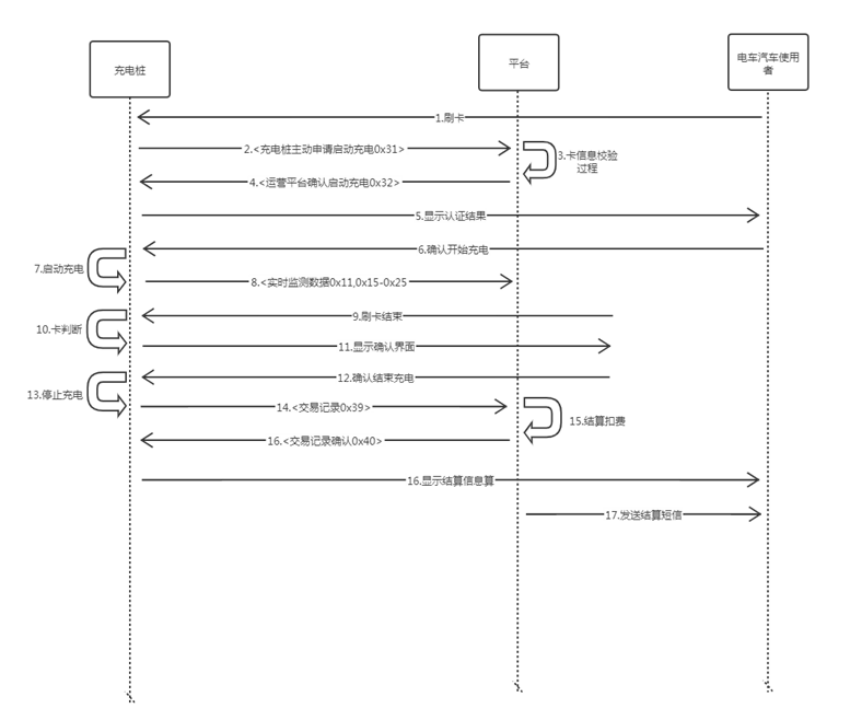 充电桩
平台
电车汽车使用
者
1.刷卡
2.<充电桩主动申请启动充电0x31>
3.卡信息校验
过程
4.<运营平台确认启动充电0x32>
5.显示认证结果
6.确认开始充电
7.启动充电
8.<实时监测数据0x11,0x15-0x25
9.刷卡结束
10.卡判断
11.显示确认界面
12.确认结束充电
13.停止充电
14.<交易记录0x39>
15.结算扣费
16.<交易记录确认0x40>
16.显示结算信息算
17.发送结算短信